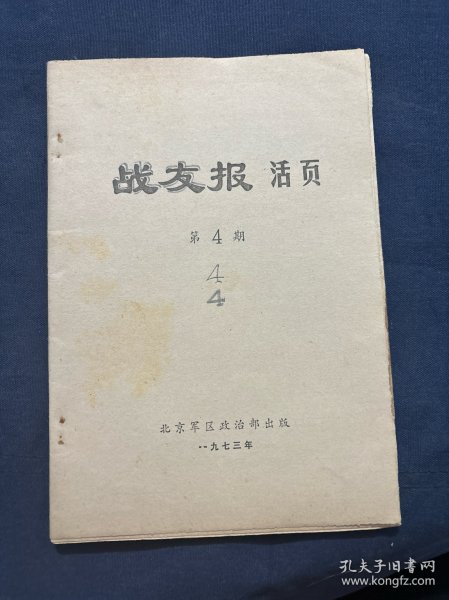 战友报 活页
第 4 期
4
4
北京军区政治部出版
一九七三年
孔夫子旧书网
www.kongfz.com